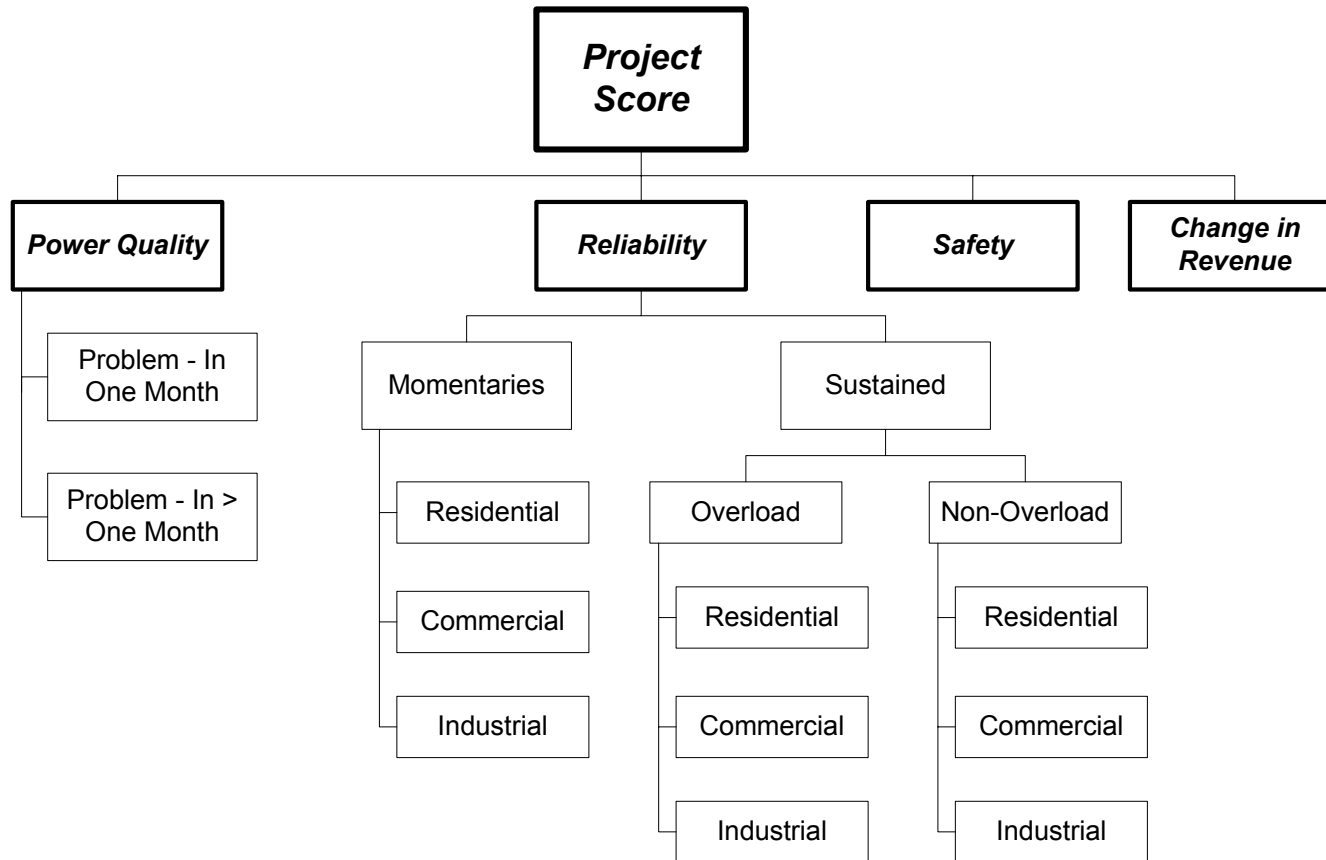 Project
Score
Power Quality
Reliability
Safety
Change in
Revenue
Problem - In
One Month
Momentaries
Sustained
Problem - In >
One Month
Residential
Overload
Non-Overload
Commercial
Residential
Residential
Industrial
Commercial
Commercial
Industrial
Industrial